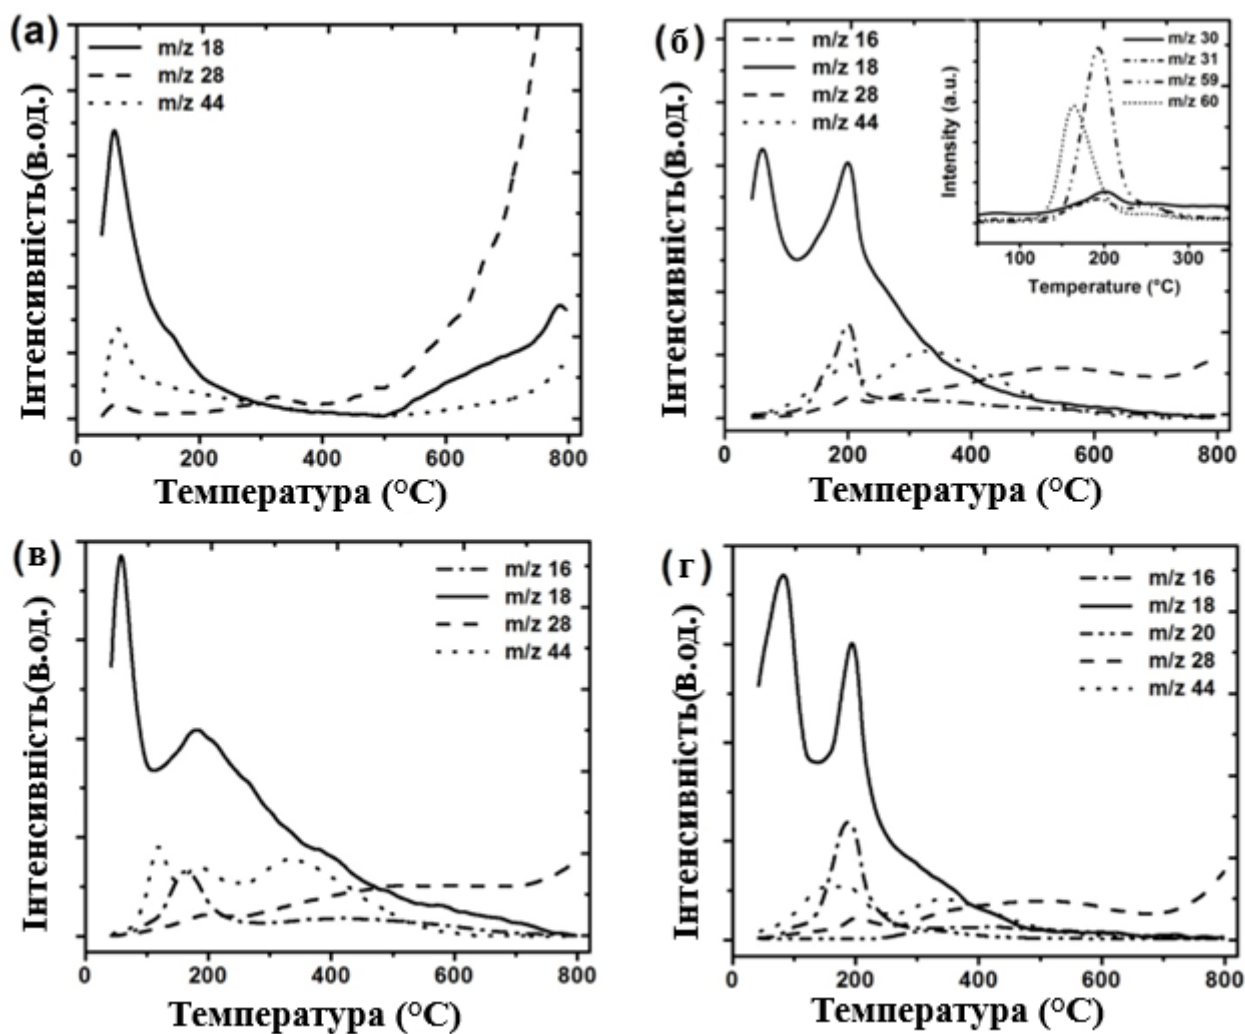 (а)
m/z 18
m/z 28
m/z 44
Інтенсивність(в.од.)
0 200 400 600 800
Температура (°C)
(б)
m/z 16
m/z 18
m/z 28
m/z 44
Інтенсивність(в.од.)
0 200 400 600 800
Температура (°C)
m/z 30
m/z 31
m/z 59
m/z 60
Intensity (a.u.)
100 200 300
Temperature (°C)
(в)
m/z 16
m/z 18
m/z 28
m/z 44
Інтенсивність(в.од.)
0 200 400 600 800
Температура (°C)
(г)
m/z 16
m/z 18
m/z 20
m/z 28
m/z 44
Інтенсивність(в.од.)
0 200 400 600 800
Температура (°C)